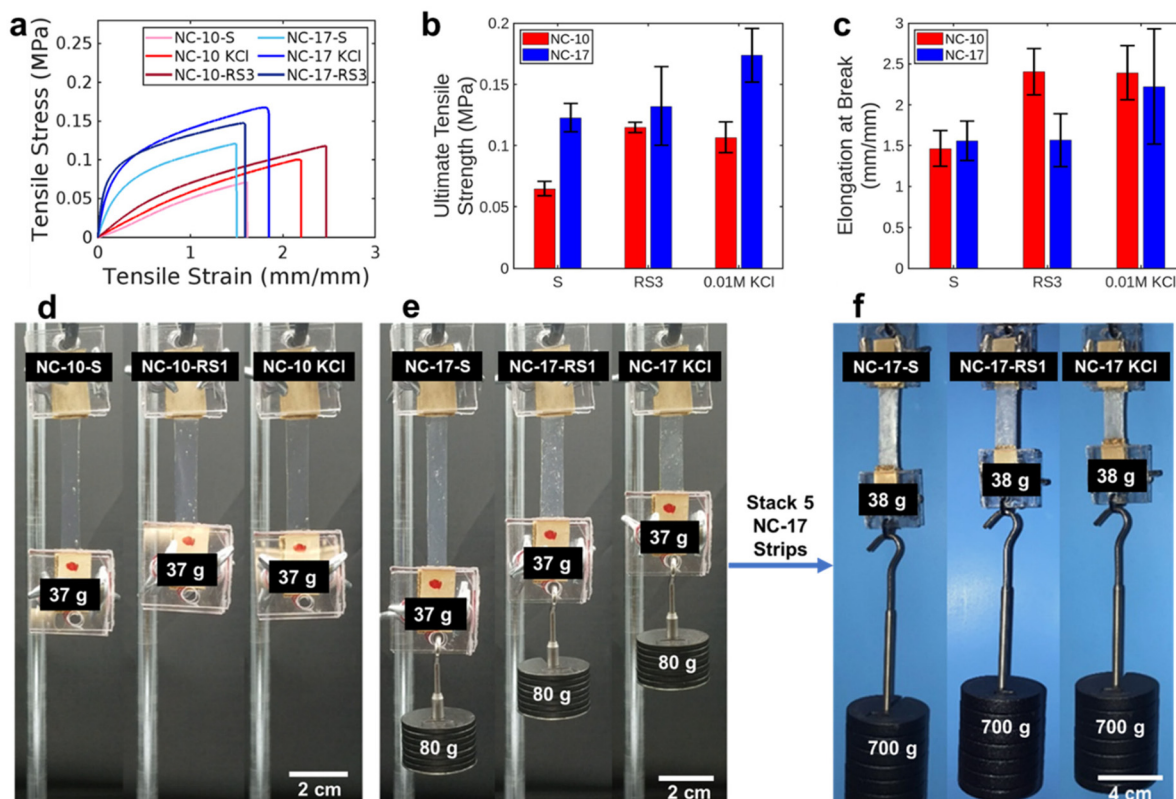 a
Tensile Stress (MPa)
0.25
0.2
0.15
0.1
0.05
0
0
1
2
3
Tensile Strain (mm/mm)
NC-10-S
NC-10 KCl
NC-10-RS3
NC-17-S
NC-17 KCl
NC-17-RS3
b
Ultimate Tensile
Strength (MPa)
0.2
0.15
0.1
0.05
0
NC-10
NC-17
S
RS3
0.01M KCl
c
Elongation at Break
(mm/mm)
3
2.5
2
1.5
1
0.5
0
NC-10
NC-17
S
RS3
0.01M KCl
d
NC-10-S
NC-10-RS1
NC-10 KCl
37 g
37 g
37 g
2 cm
e
NC-17-S
NC-17-RS1
NC-17 KCl
37 g
37 g
37 g
80 g
80 g
80 g
2 cm
Stack 5
NC-17
Strips
f
NC-17-S
NC-17-RS1
NC-17 KCl
38 g
38 g
38 g
700 g
700 g
700 g
4 cm